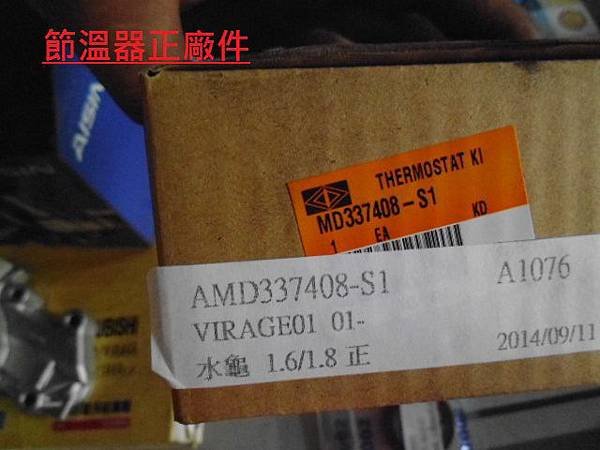 節溫器正廠件
AISIN
THERMOSTAT KI
MD337408-S1
1 EA KD
AMD337408-S1 A1076
VIRAGE01 01-
水龜 1.6/1.8 正 2014/09/11